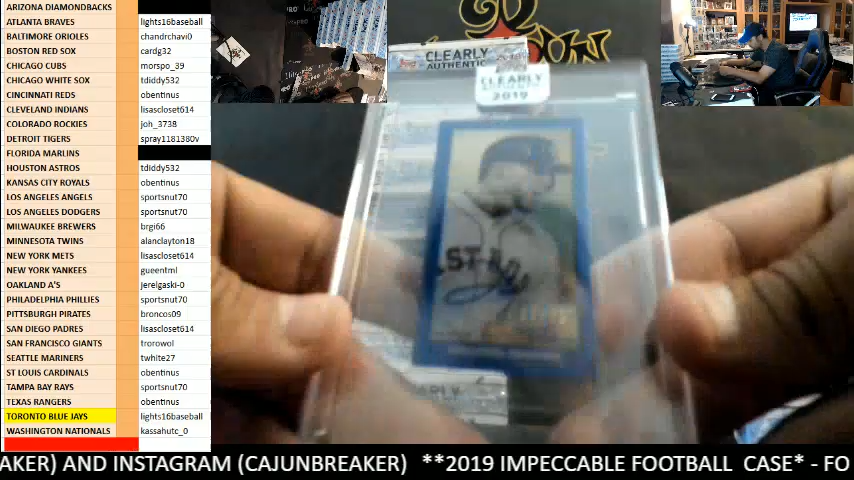 ARIZONA DIAMONDBACKS
ATLANTA BRAVES lights16baseball
BALTIMORE ORIOLES chandrchavi0
BOSTON RED SOX cardg32
CHICAGO CUBS morspo_39
CHICAGO WHITE SOX tdiddy532
CINCINNETI REDS obentinus
CLEVELAND INDIANS lisascloset614
COLORADO ROCKIES joh_3738
DETROIT TIGERS spray1181380v
FLORIDA MARLINS
HOUSTON ASTROS tdiddy532
KANSAS CITY ROYALS obentinus
LOS ANGELES ANGELS sportsnut70
LOS ANGELES DODGERS sportsnut70
MILWAUKEE BREWERS brgi66
MINNESOTA TWINS alanclayton18
NEW YORK METS lisascloset614
NEW YORK YANKEES gueentml
OAKLAND A'S jerelgaski-0
PHILADELPHIA PHILLIES sportsnut70
PITTSBURGH PIRATES broncos09
SAN DIEGO PADRES lisascloset614
SAN FRANCISCO GIANTS trorowol
SEATTLE MARINERS twhite27
ST LOUIS CARDINALS obentinus
TAMPA BAY RAYS sportsnut70
TEXAS RANGERS obentinus
TORONTO BLUE JAYS lights16baseball
WASHINGTON NATIONALS kassahutc_0
CLEARLY
AUTHENTIC
CLEARLY
AUTHENTIC
2019
AKER) AND INSTAGRAM (CAJUNBREAKER) **2019 IMPECCABLE FOOTBALL CASE* - FO